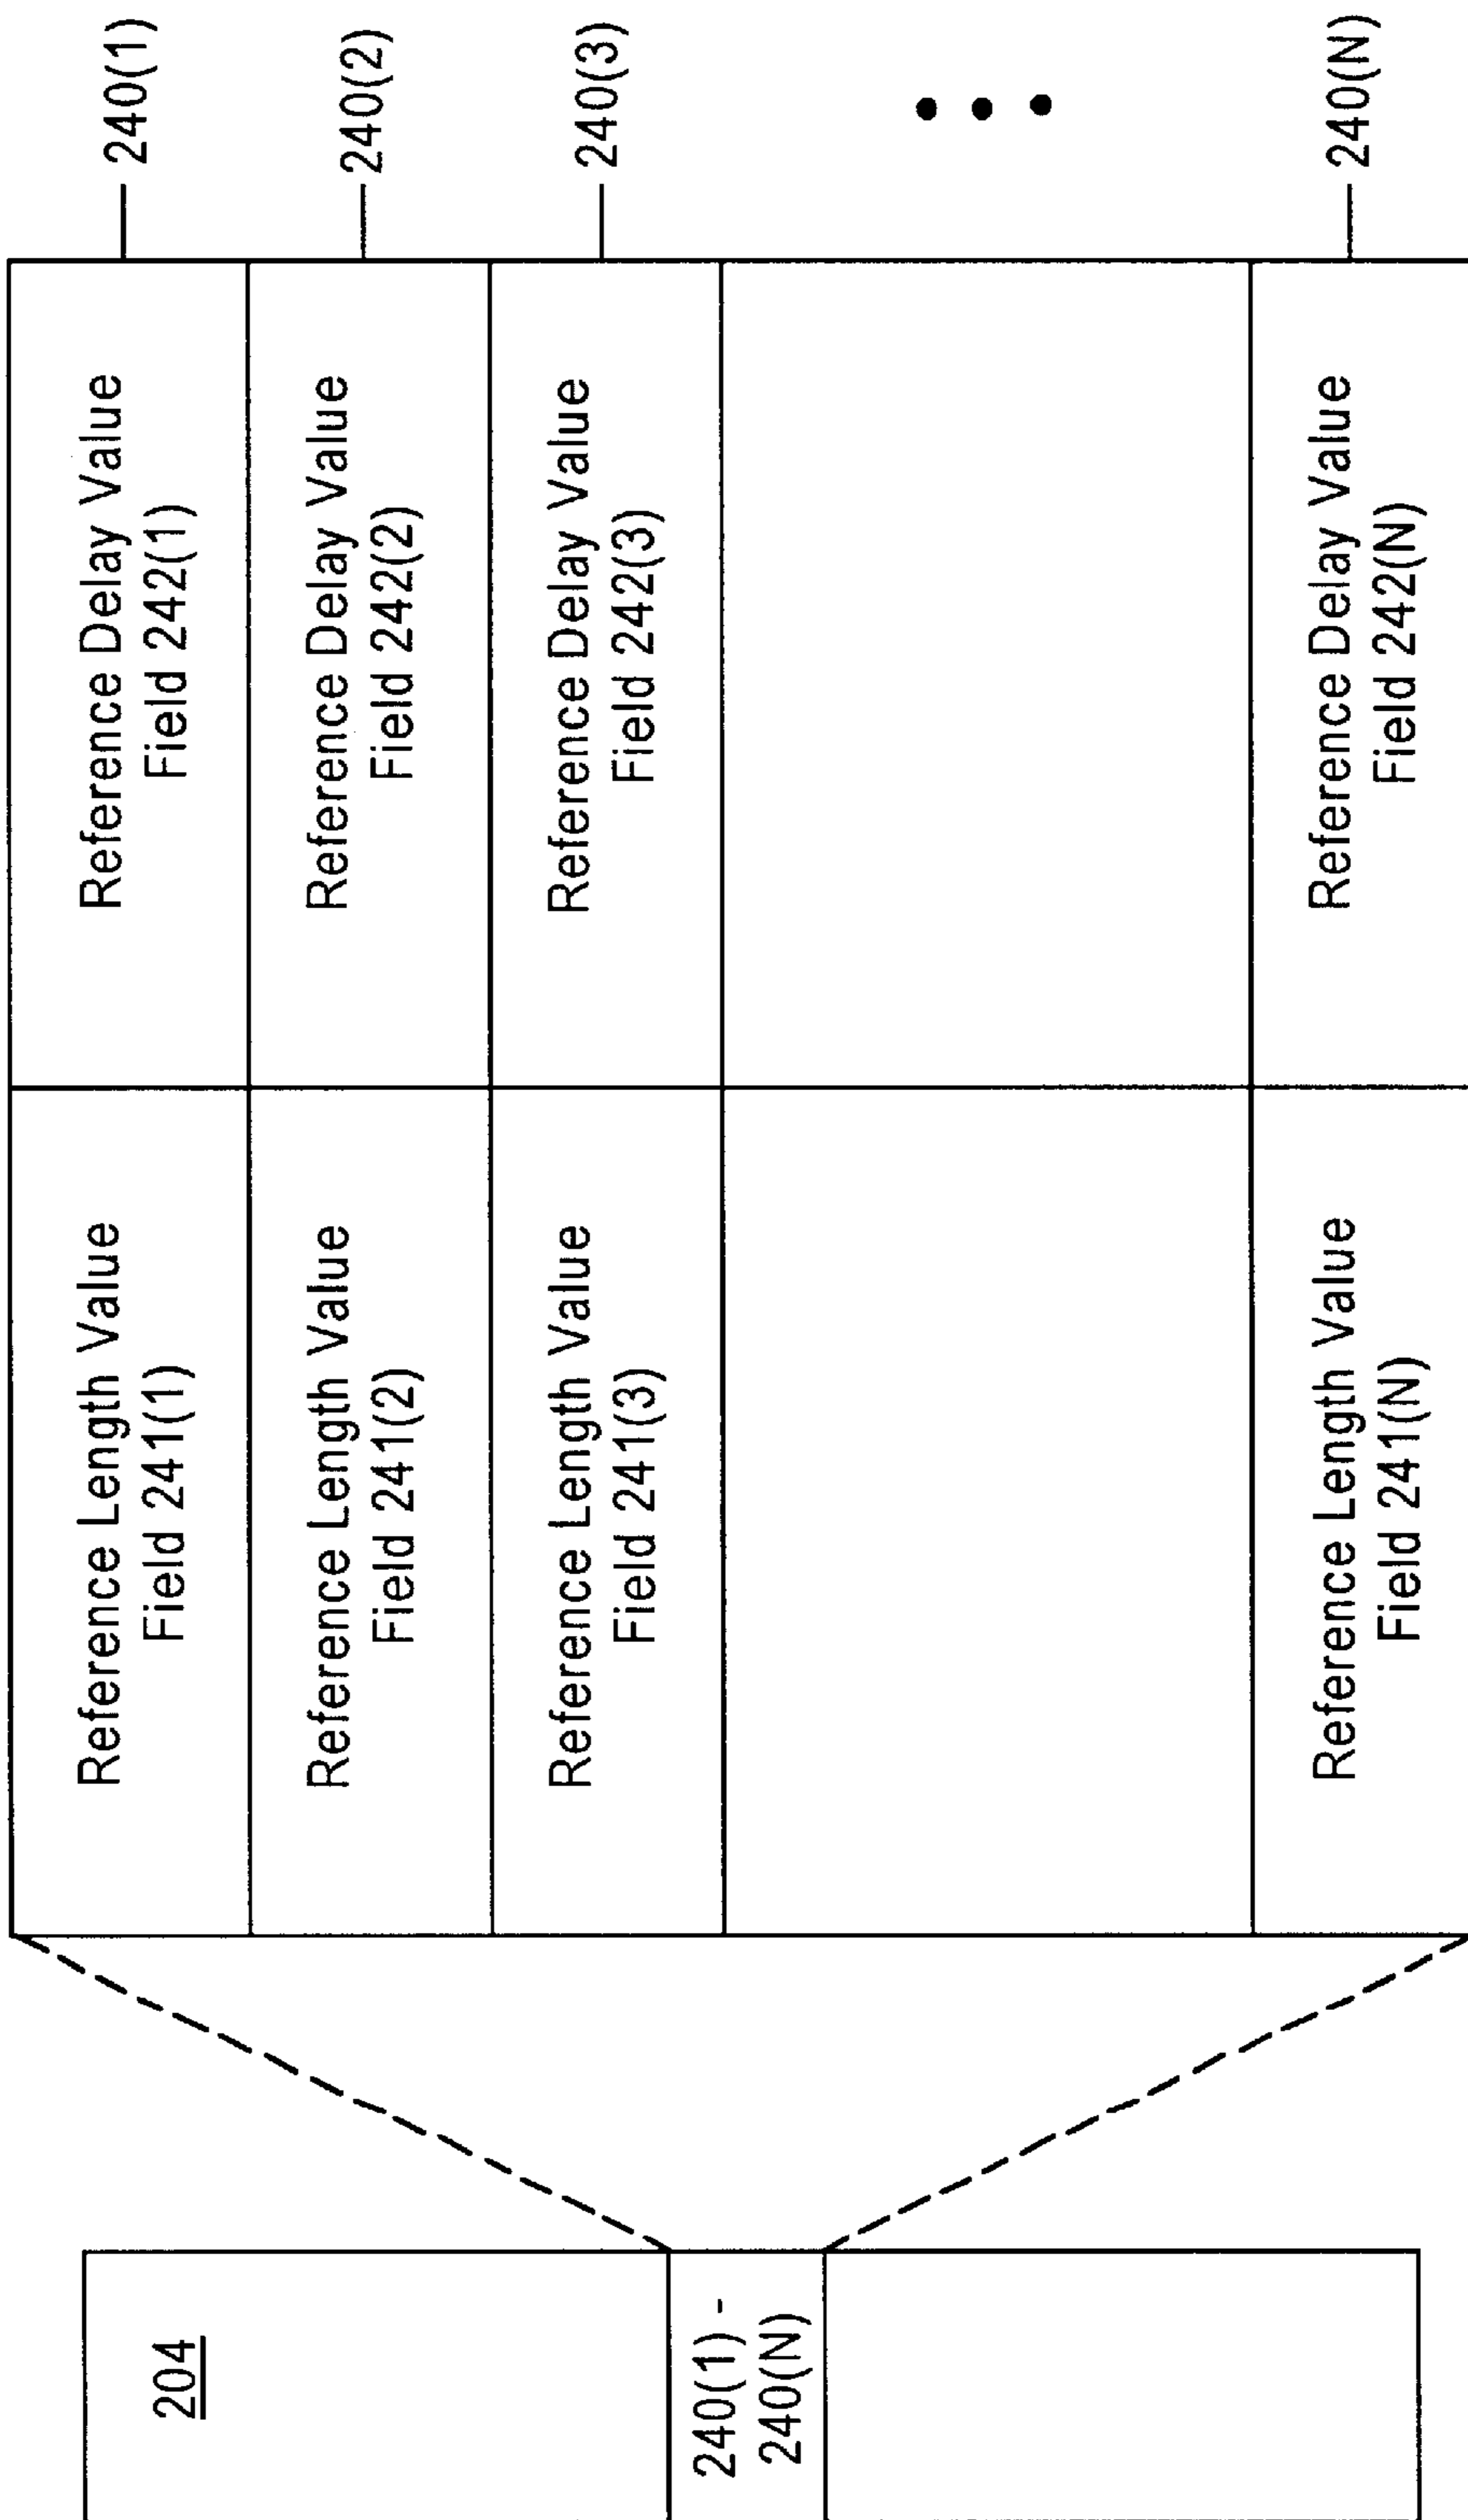 204
240(1) -
240(N)
Reference Length Value
Field 241(1)
Reference Delay Value
Field 242(1)
240(1)
Reference Length Value
Field 241(2)
Reference Delay Value
Field 242(2)
240(2)
Reference Length Value
Field 241(3)
Reference Delay Value
Field 242(3)
240(3)
Reference Length Value
Field 241(N)
Reference Delay Value
Field 242(N)
240(N)